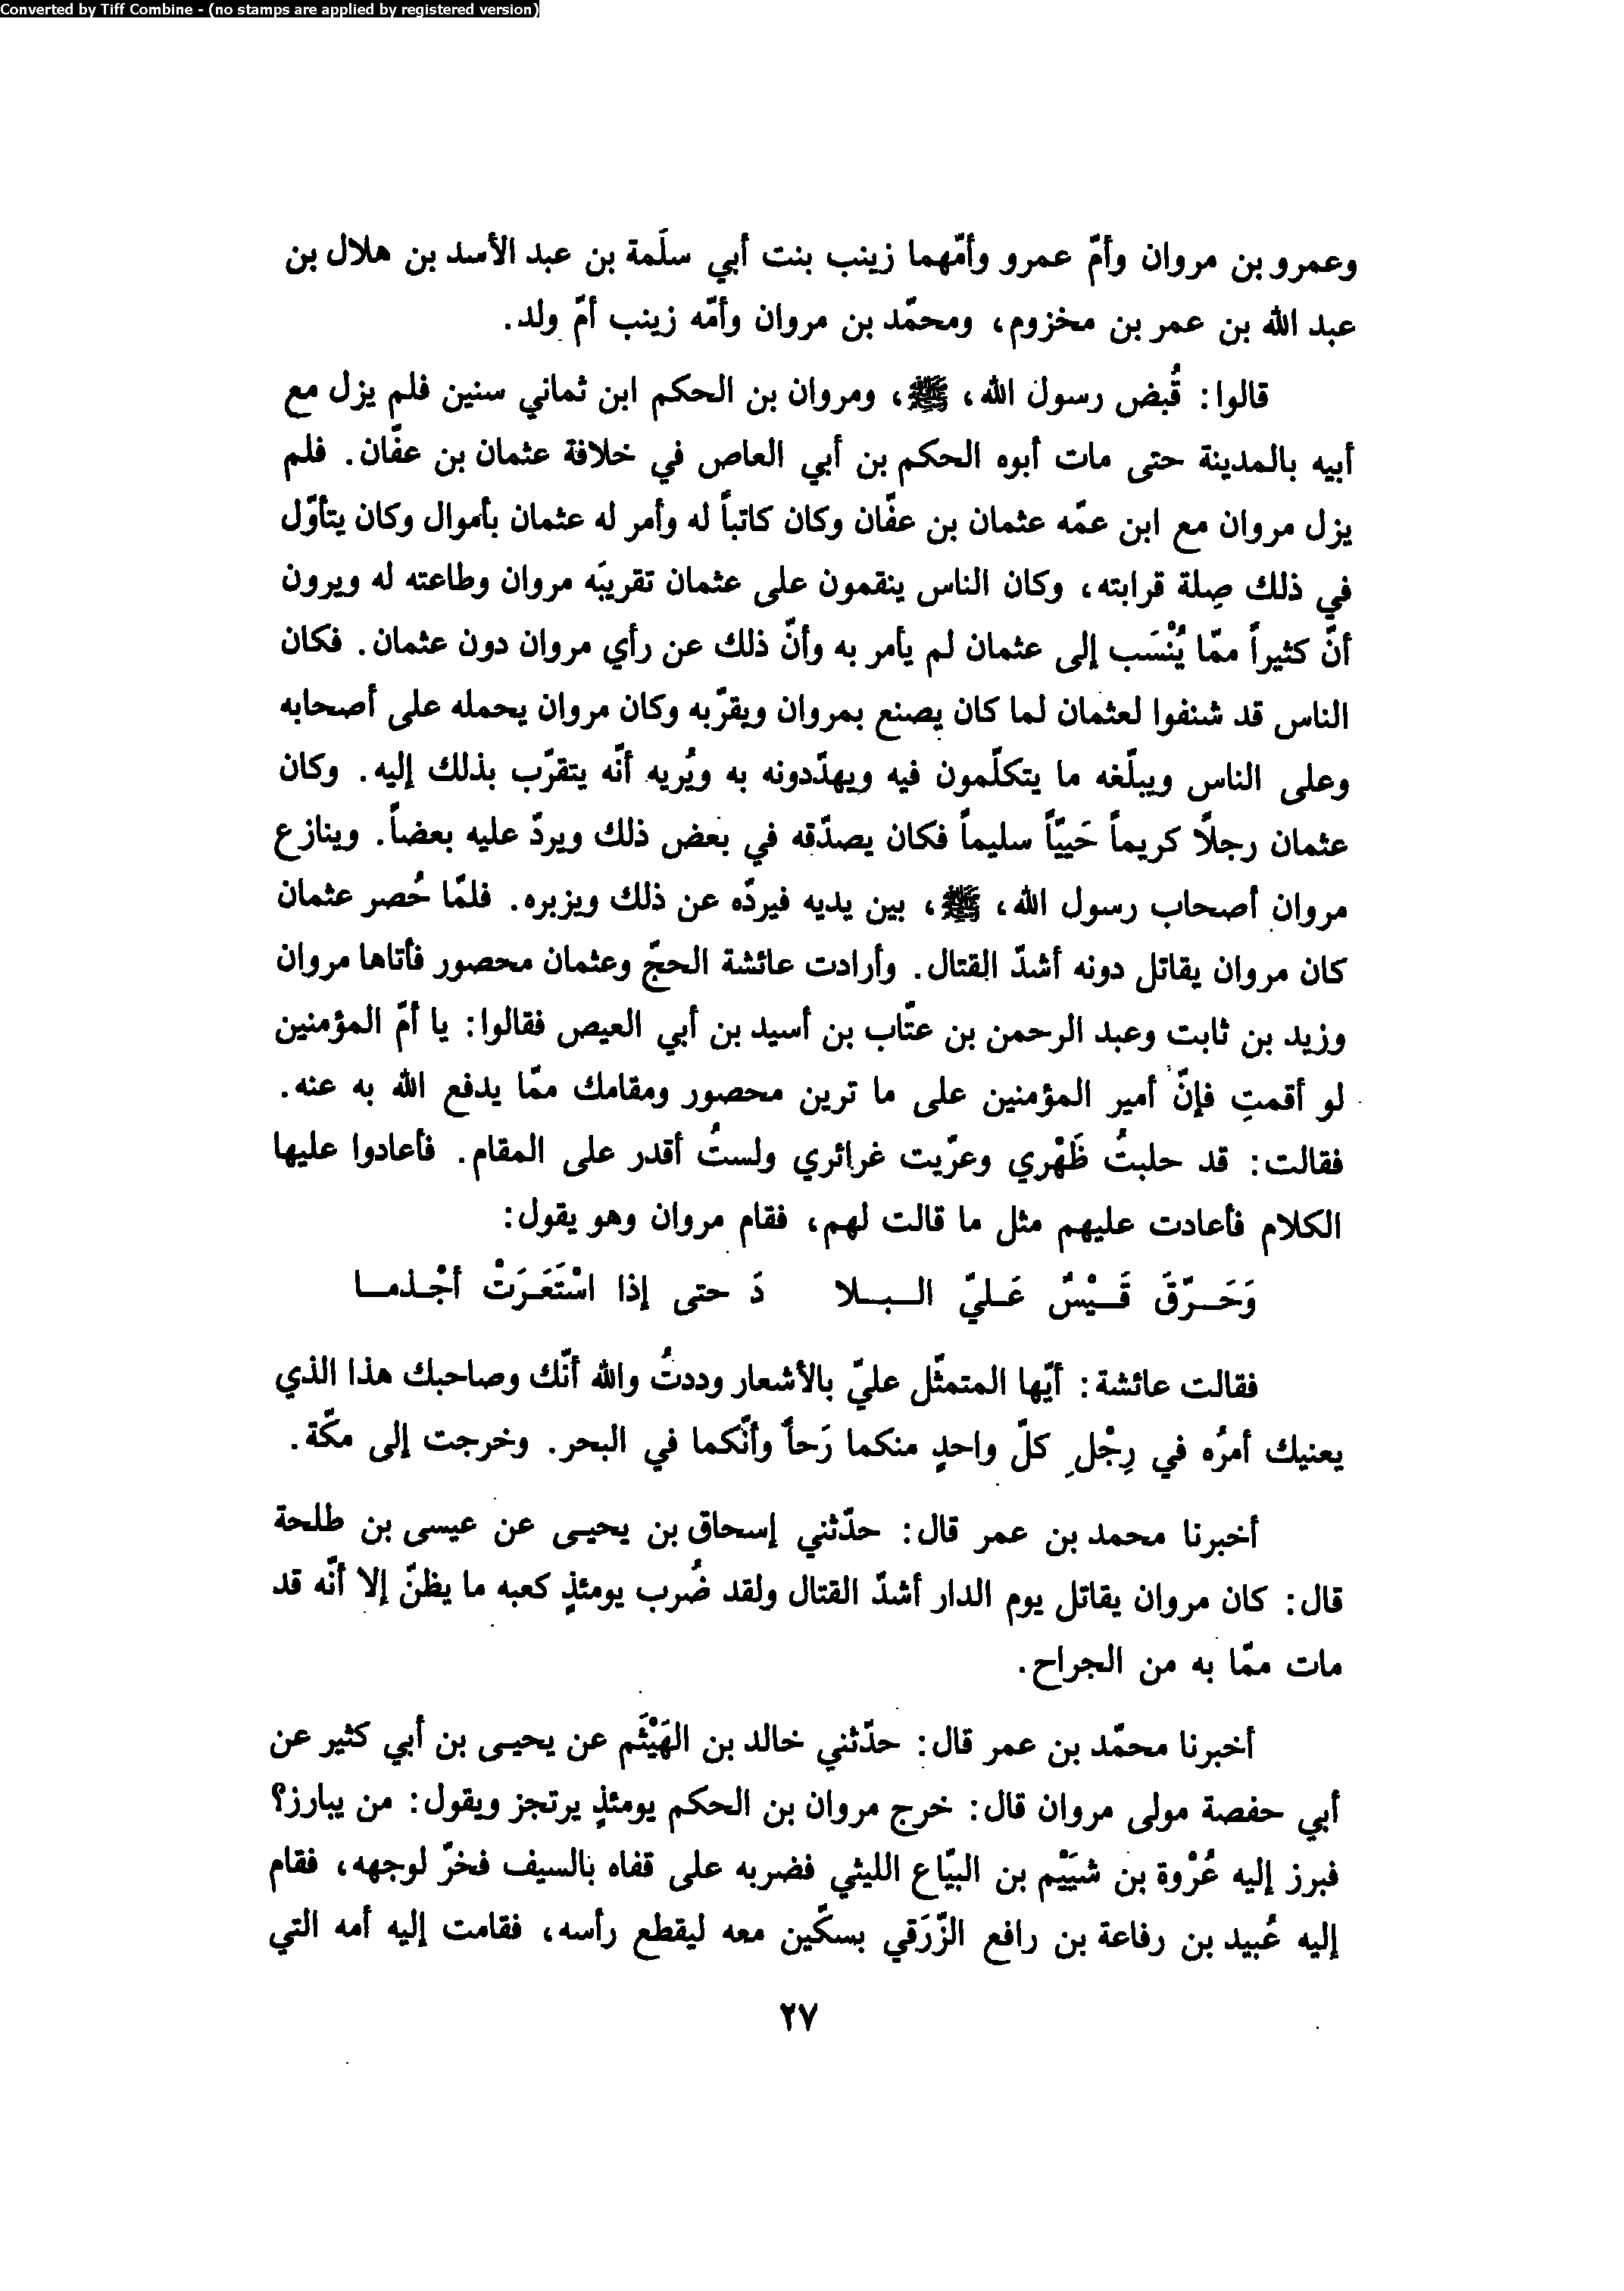 Converted by Tiff Combine - (no stamps are applied by registered version)
وعمرو بن مروان وأمّ عمرو وأمّهما زينب بنت أبي سلَمة بن عبد الأسد بن هلال بن
عبد الله بن عمر بن مخزوم، ومحمّد بن مروان وأمّه زينب أمّ ولد.
قالوا: قُبض رسول الله، ﷺ، ومروان بن الحكم ابن ثماني سنين فلم يزل مع
أبيه بالمدينة حتى مات أبوه الحكم بن أبي العاص في خلافة عثمان بن عفّان. فلم
يزل مروان مع ابن عمّه عثمان بن عفّان وكان كاتباً له وأمر له عثمان بأموال وكان يتأوّل
في ذلك صِلة قرابته، وكان الناس ينقمون على عثمان تقريبَه مروان وطاعته له ويرون
أنّ كثيراً ممّا يُنْسَب إلى عثمان لم يأمر به وأنّ ذلك عن رأي مروان دون عثمان. فكان
الناس قد شنفوا لعثمان لما كان يصنع بمروان ويقرّبه وكان مروان يحمله على أصحابه
وعلى الناس ويبلّغه ما يتكلّمون فيه ويهدّدونه به ويُريه أنّه يتقرّب بذلك إليه. وكان
عثمان رجلًا كريماً حَييّاً سليماً فكان يصدّقه في بعض ذلك ويردّ عليه بعضاً. وينازع
مروان أصحاب رسول الله، ﷺ، بين يديه فيردّه عن ذلك ويزبره. فلمّا حُصر عثمان
كان مروان يقاتل دونه أشدّ القتال. وأرادت عائشة الحجّ وعثمان محصور فأتاها مروان
وزيد بن ثابت وعبد الرحمن بن عتّاب بن أسيد بن أبي العيص فقالوا: يا أمّ المؤمنين
لو أقمتِ فإنّ أمير المؤمنين على ما ترين محصور ومقامك ممّا يدفع الله به عنه.
فقالت: قد حلبتُ ظَهْري وعرّيت غرائري ولستُ أقدر على المقام. فأعادوا عليها
الكلام فأعادت عليهم مثل ما قالت لهم، فقام مروان وهو يقول:
وَحَـرّقَ قَـيْسٌ عَـليّ الـبـلا دَ حتى إذا اسْتَعَـرَتْ أجْـذمـا
فقالت عائشة: أيّها المتمثّل عليّ بالأشعار وددتُ والله أنّك وصاحبك هذا الذي
يعنيك أمرُه في رِجْلِ كلّ واحدٍ منكما رَحاً وأنّكما في البحر. وخرجت إلى مكّة.
أخبرنا محمد بن عمر قال: حدّثني إسحاق بن يحيـى عن عيسى بن طلحة
قال: كان مروان يقاتل يوم الدار أشدّ القتال ولقد ضُرب يومئذٍ كعبه ما يظنّ إلا أنّه قد
مات ممّا به من الجراح.
أخبرنا محمّد بن عمر قال: حدّثني خالد بن الهَيْثَم عن يحيـى بن أبي كثير عن
أبي حفصة مولى مروان قال: خرج مروان بن الحكم يومئذٍ يرتجز ويقول: من يبارز؟
فبرز إليه عُرْوة بن شيَيْم بن البيّاع الليثي فضربه على قفاه بالسيف فخرّ لوجهه، فقام
إليه عُبيد بن رفاعة بن رافع الزّرَقي بسكّين معه ليقطع رأسه، فقامت إليه أمه التي
٢٧